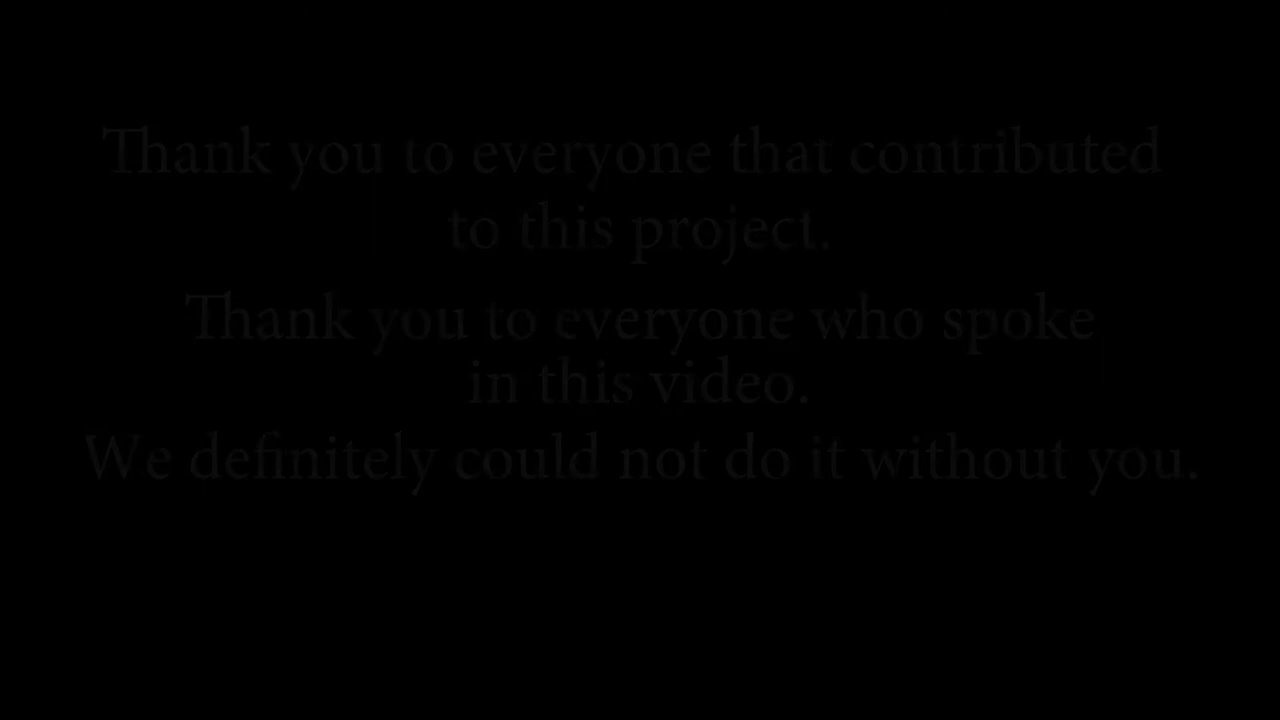 Thank you to everyone that contributed
to this project.
Thank you to everyone who spoke
in this video.
We definitely could not do it without you.